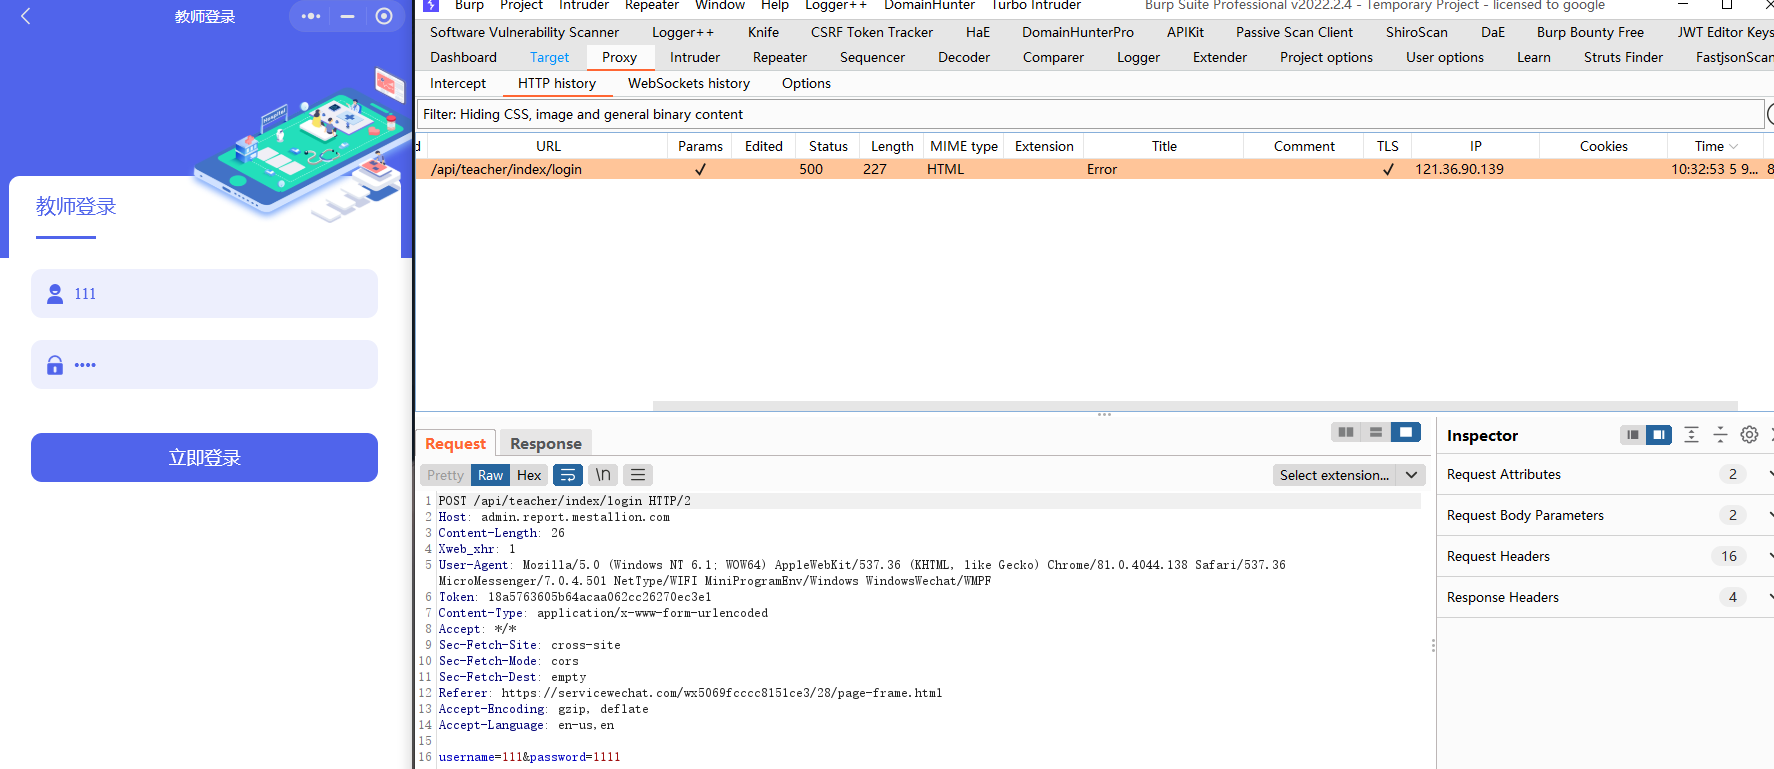 教师登录
Hospital
教师登录
111
••••
立即登录
Burp Project Intruder Repeater Window Help Logger++ DomainHunter Turbo Intruder Burp Suite Professional v2022.2.4 - Temporary Project - licensed to google
Software Vulnerability Scanner Logger++ Knife CSRF Token Tracker HaE DomainHunterPro APIKit Passive Scan Client ShiroScan DaE Burp Bounty Free JWT Editor Keys
Dashboard Target Proxy Intruder Repeater Sequencer Decoder Comparer Logger Extender Project options User options Learn Struts Finder FastjsonScan
Intercept HTTP history WebSockets history Options
Filter: Hiding CSS, image and general binary content
d URL Params Edited Status Length MIME type Extension Title Comment TLS IP Cookies Time
/api/teacher/index/login ✓ 500 227 HTML Error ✓ 121.36.90.139 10:32:53 5 9... 8
Request Response
Pretty Raw Hex \n Select extension...
1 POST /api/teacher/index/login HTTP/2
2 Host: admin.report.mestallion.com
3 Content-Length: 26
4 Xweb_xhr: 1
5 User-Agent: Mozilla/5.0 (Windows NT 6.1; WOW64) AppleWebKit/537.36 (KHTML, like Gecko) Chrome/81.0.4044.138 Safari/537.36
MicroMessenger/7.0.4.501 NetType/WIFI MiniProgramEnv/Windows WindowsWechat/WMPF
6 Token: 18a5763605b64acaa062cc26270ec3e1
7 Content-Type: application/x-www-form-urlencoded
8 Accept: */*
9 Sec-Fetch-Site: cross-site
10 Sec-Fetch-Mode: cors
11 Sec-Fetch-Dest: empty
12 Referer: https://servicewechat.com/wx5069fcccc8151ce3/28/page-frame.html
13 Accept-Encoding: gzip, deflate
14 Accept-Language: en-us,en
15
16 username=111&password=1111
Inspector
Request Attributes 2
Request Body Parameters 2
Request Headers 16
Response Headers 4